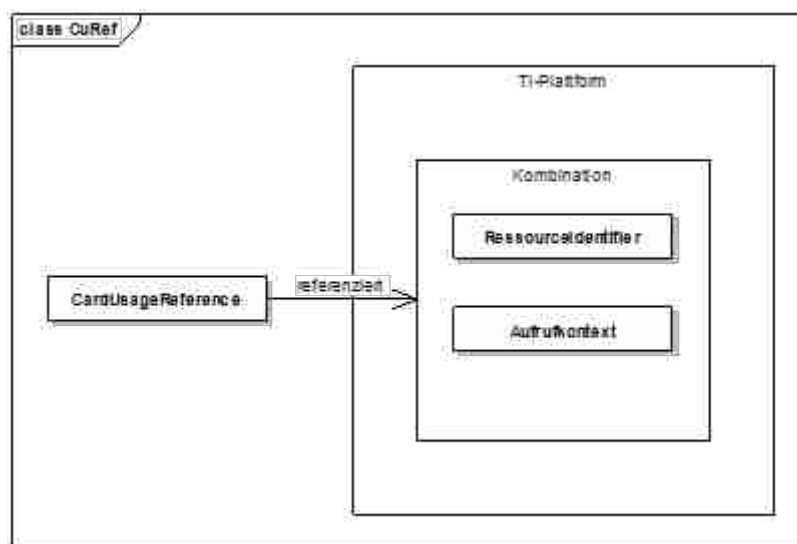 class CuRef
TI-Plattform
Kombination
RessourceIdentifier
referenziert
CardUsageReference
Aufrufkontext